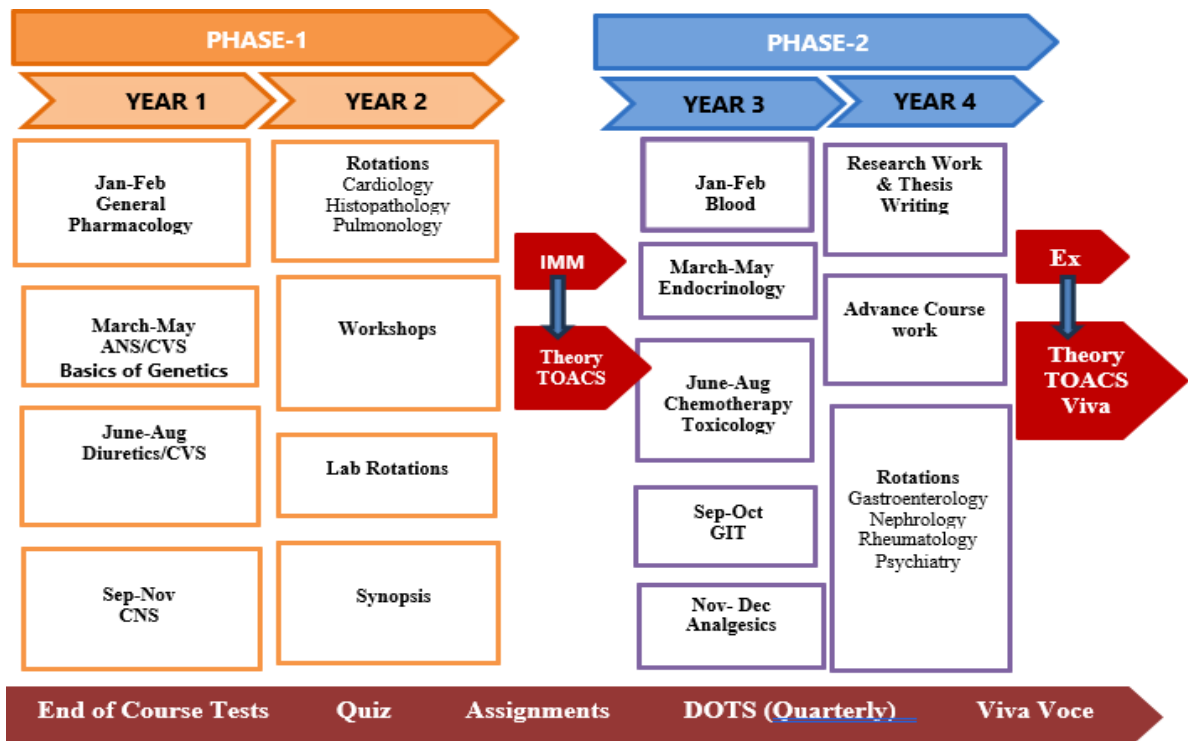 PHASE-1
YEAR 1
YEAR 2
Jan-Feb
General
Pharmacology
March-May
ANS/CVS
Basics of Genetics
June-Aug
Diuretics/CVS
Sep-Nov
CNS
Rotations
Cardiology
Histopathology
Pulmonology
Workshops
Lab Rotations
Synopsis
IMM
Theory
TOACS
PHASE-2
YEAR 3
YEAR 4
Jan-Feb
Blood
March-May
Endocrinology
June-Aug
Chemotherapy
Toxicology
Sep-Oct
GIT
Nov- Dec
Analgesics
Research Work
& Thesis
Writing
Advance Course
work
Rotations
Gastroenterology
Nephrology
Rheumatology
Psychiatry
Ex
Theory
TOACS
Viva
End of Course Tests Quiz Assignments DOTS (Quarterly) Viva Voce